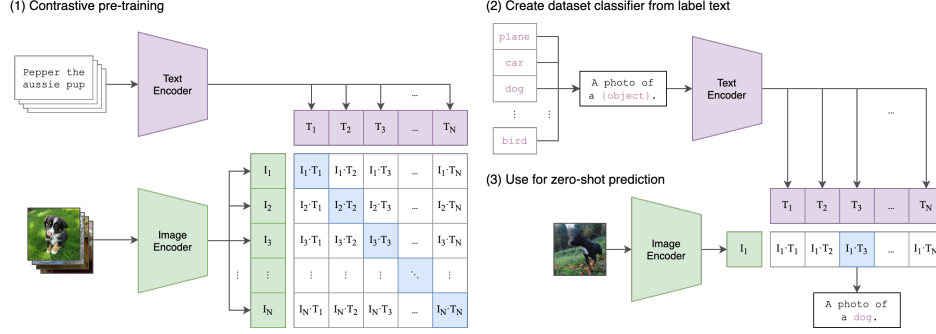 (1) Contrastive pre-training
Pepper the
aussie pup
Text
Encoder
...
T1 T2 T3 ... TN
Image
Encoder
I1 I1·T1 I1·T2 I1·T3 ... I1·TN
I2 I2·T1 I2·T2 I2·T3 ... I2·TN
I3 I3·T1 I3·T2 I3·T3 ... I3·TN
⋮ ⋮ ⋮ ⋮ ⋮ ⋱ ⋮
IN IN·T1 IN·T2 IN·T3 ... IN·TN
(2) Create dataset classifier from label text
plane
car
dog
⋮ ⋮
bird
A photo of
a {object}.
Text
Encoder
...
(3) Use for zero-shot prediction
T1 T2 T3 ... TN
Image
Encoder
I1 I1·T1 I1·T2 I1·T3 ... I1·TN
A photo of
a dog.